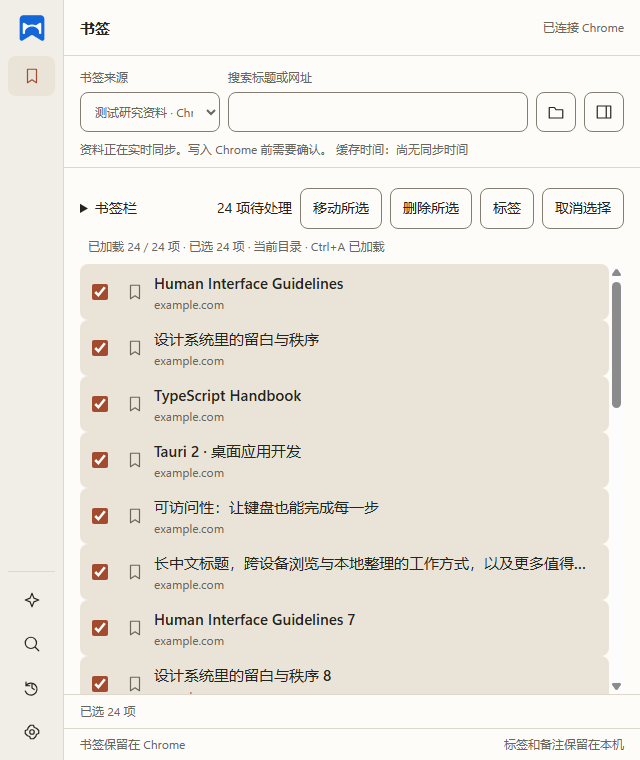 书签
已连接 Chrome
书签来源
搜索标题或网址
测试研究资料 · Chr
资料正在实时同步。写入 Chrome 前需要确认。 缓存时间：尚无同步时间
书签栏
24 项待处理
移动所选
删除所选
标签
取消选择
已加载 24 / 24 项 · 已选 24 项 · 当前目录 · Ctrl+A 已加载
Human Interface Guidelines
example.com
设计系统里的留白与秩序
example.com
TypeScript Handbook
example.com
Tauri 2 · 桌面应用开发
example.com
可访问性：让键盘也能完成每一步
example.com
长中文标题，跨设备浏览与本地整理的工作方式，以及更多值得...
example.com
Human Interface Guidelines 7
example.com
设计系统里的留白与秩序 8
已选 24 项
书签保留在 Chrome
标签和备注保留在本机